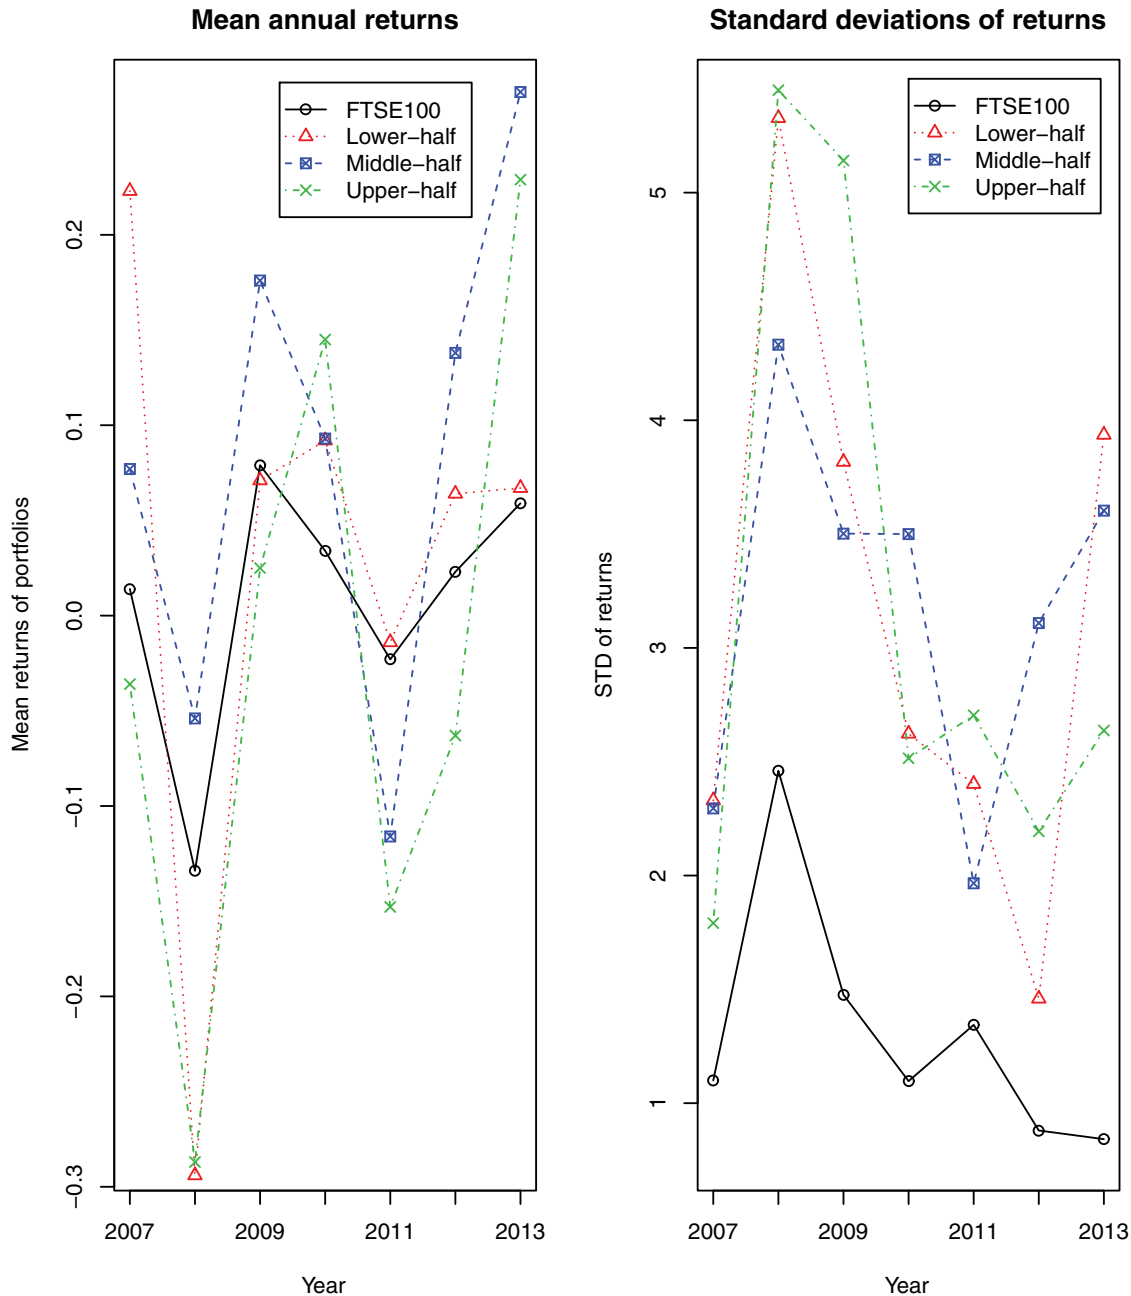 Mean annual returns
FTSE100
Lower−half
Middle−half
Upper−half
Mean returns of portfolios
0.2
0.1
0.0
−0.1
−0.2
−0.3
2007
2009
2011
2013
Year
Standard deviations of returns
FTSE100
Lower−half
Middle−half
Upper−half
STD of returns
5
4
3
2
1
2007
2009
2011
2013
Year